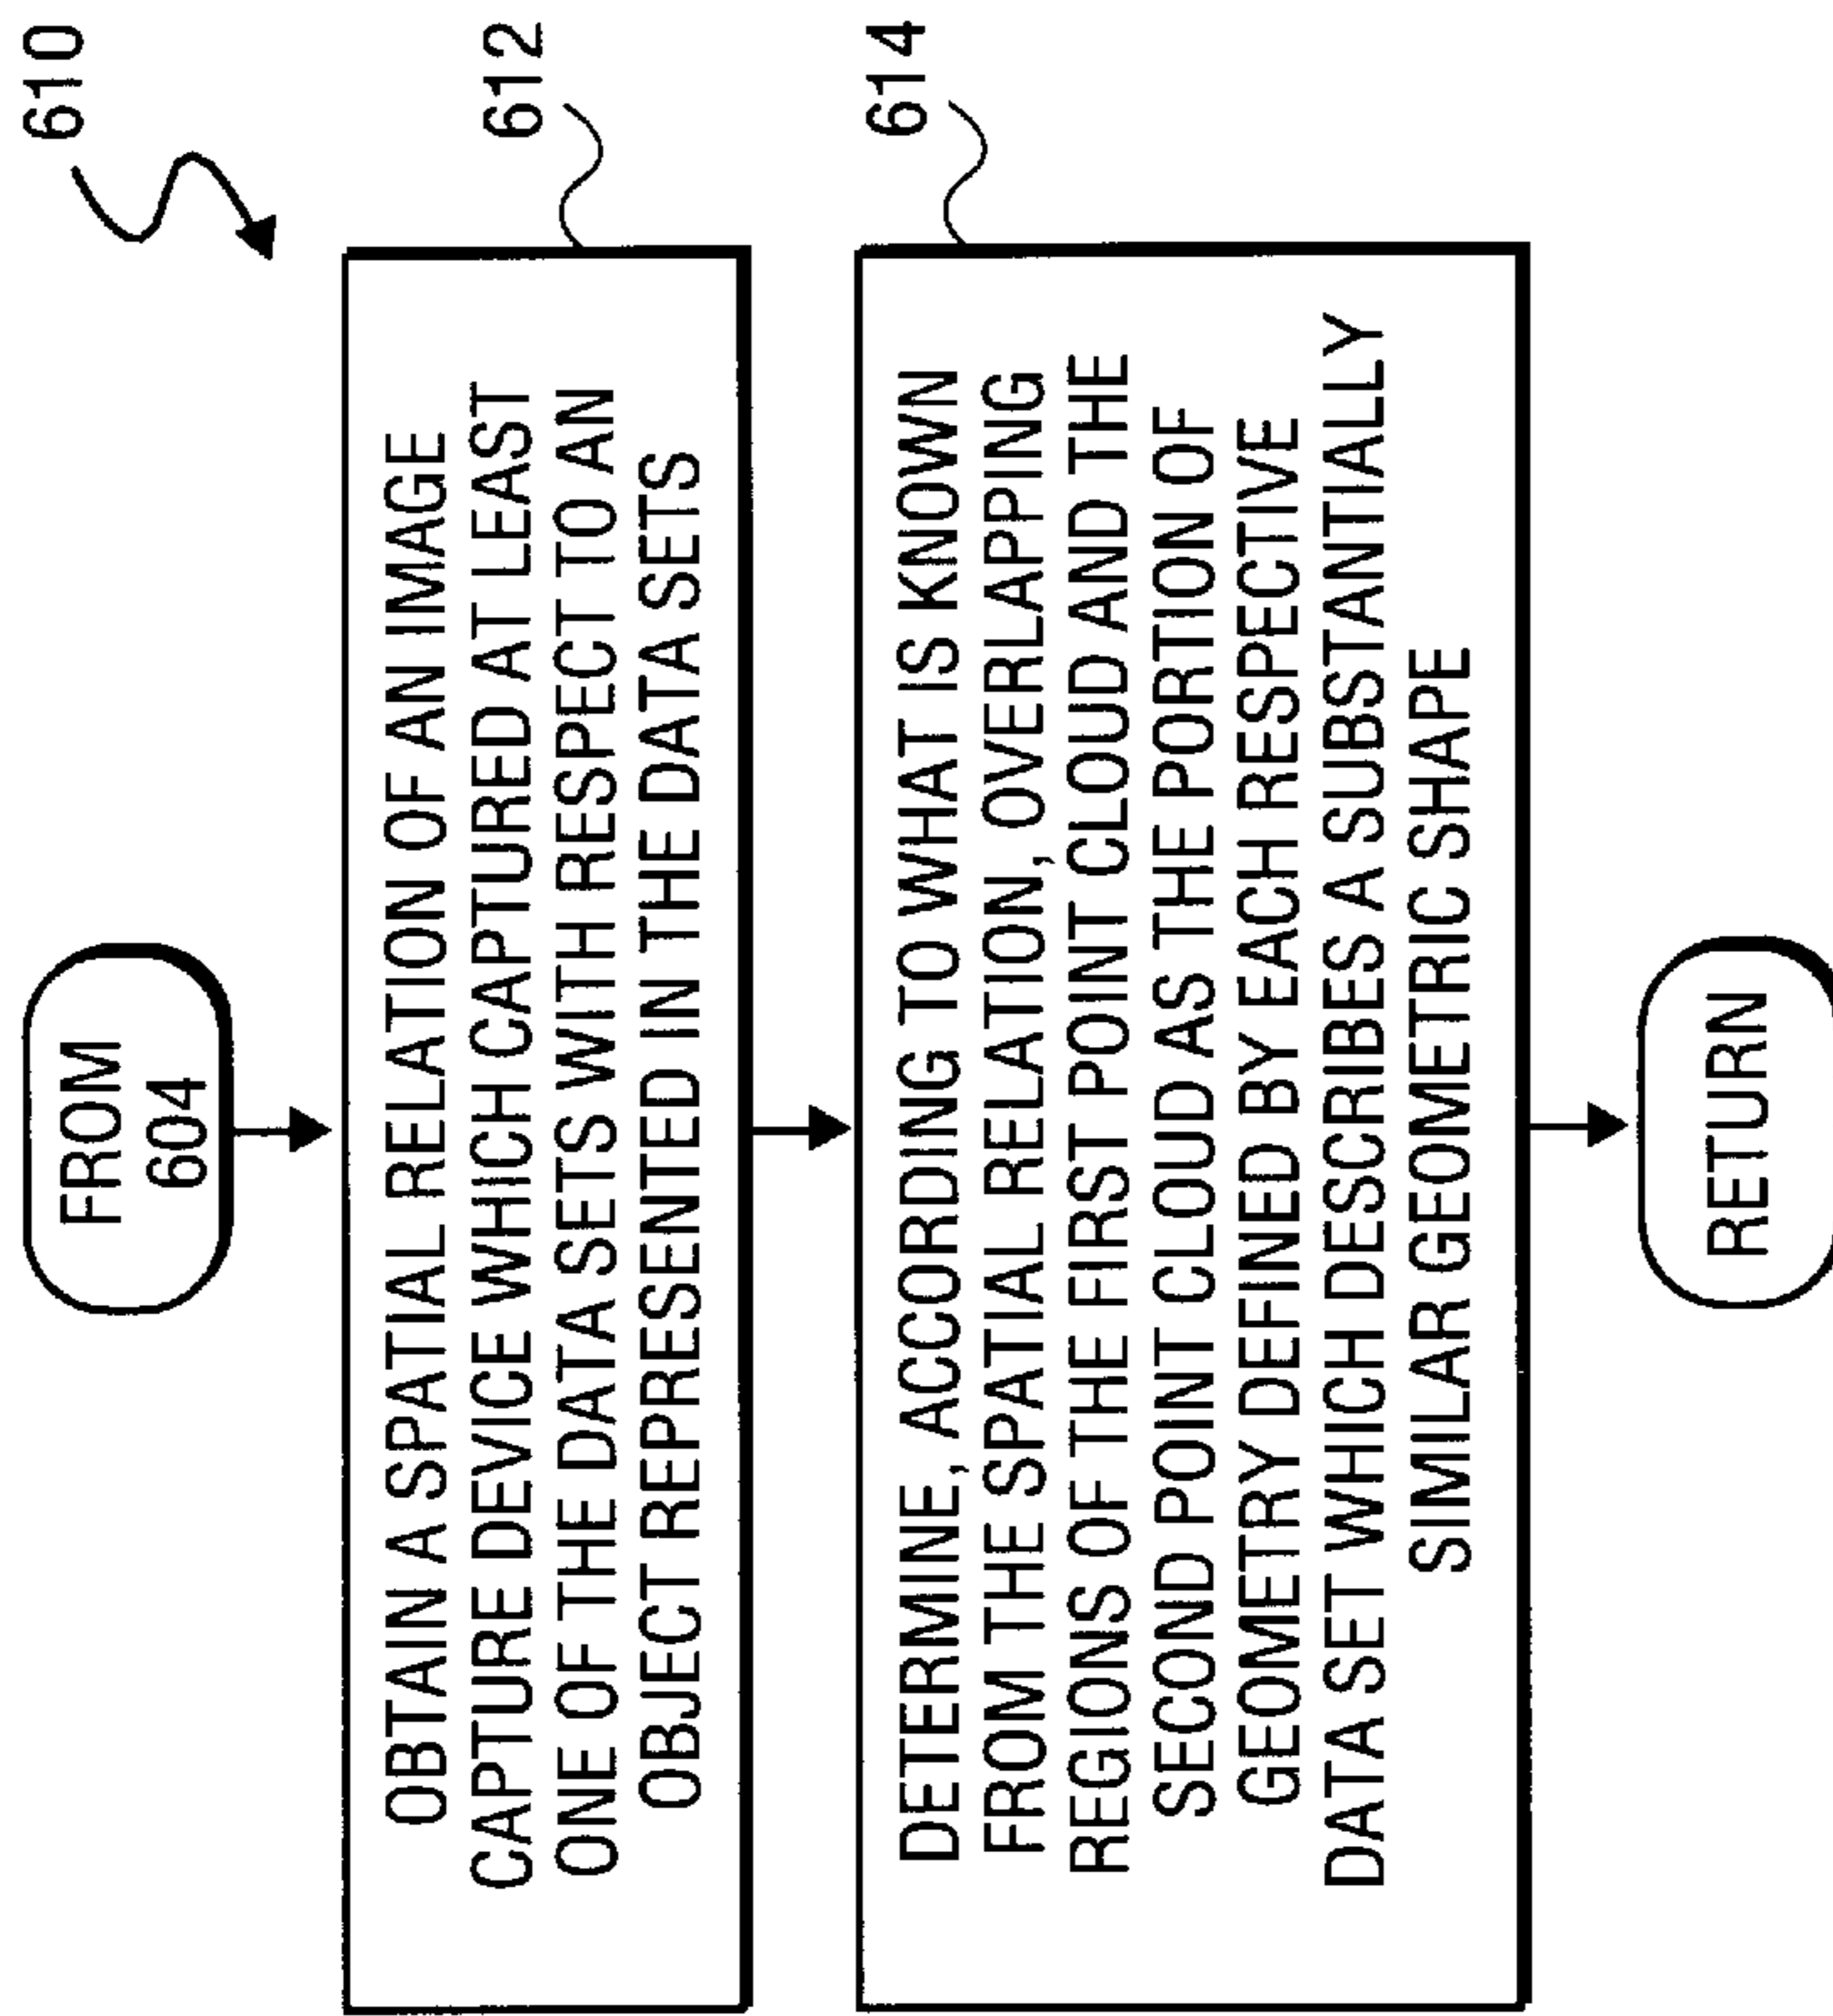 610
FROM
604
612
OBTAIN A SPATIAL RELATION OF AN IMAGE
CAPTURE DEVICE WHICH CAPTURED AT LEAST
ONE OF THE DATA SETS WITH RESPECT TO AN
OBJECT REPRESENTED IN THE DATA SETS
614
DETERMINE, ACCORDING TO WHAT IS KNOWN
FROM THE SPATIAL RELATION, OVERLAPPING
REGIONS OF THE FIRST POINT CLOUD AND THE
SECOND POINT CLOUD AS THE PORTION OF
GEOMETRY DEFINED BY EACH RESPECTIVE
DATA SET WHICH DESCRIBES A SUBSTANTIALLY
SIMILAR GEOMETRIC SHAPE
RETURN